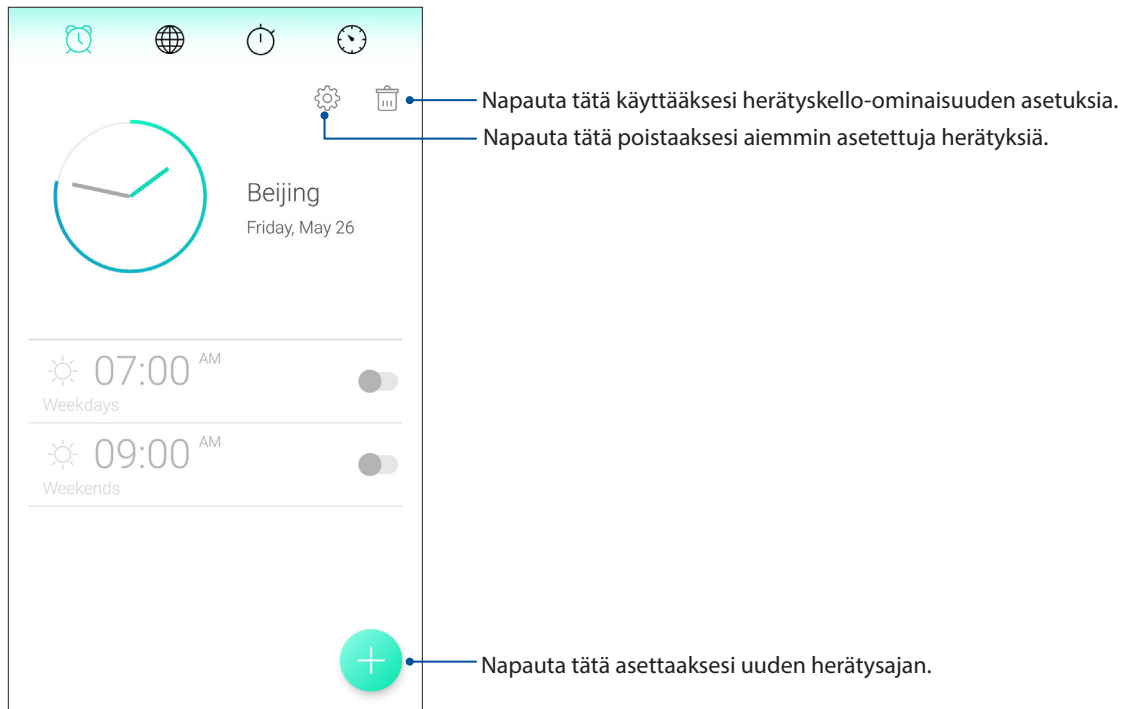 Napauta tätä käyttääksesi herätyskello-ominaisuuden asetuksia.
Napauta tätä poistaaksesi aiemmin asetettuja herätyksiä.
Beijing
Friday, May 26
07:00 AM
Weekdays
09:00 AM
Weekends
Napauta tätä asettaaksesi uuden herätysajan.